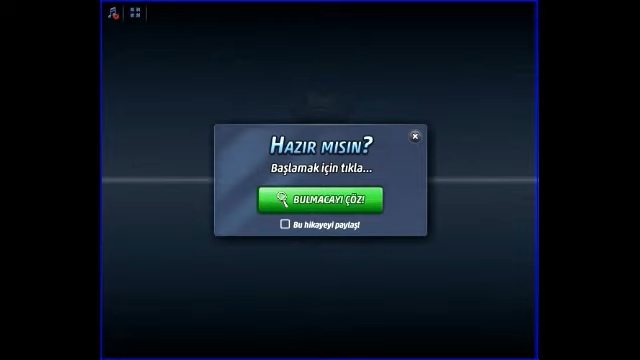 HAZIR MISIN?
Başlamak için tıkla...
BULMACAYI ÇÖZ!
Bu hikayeyi paylaş!